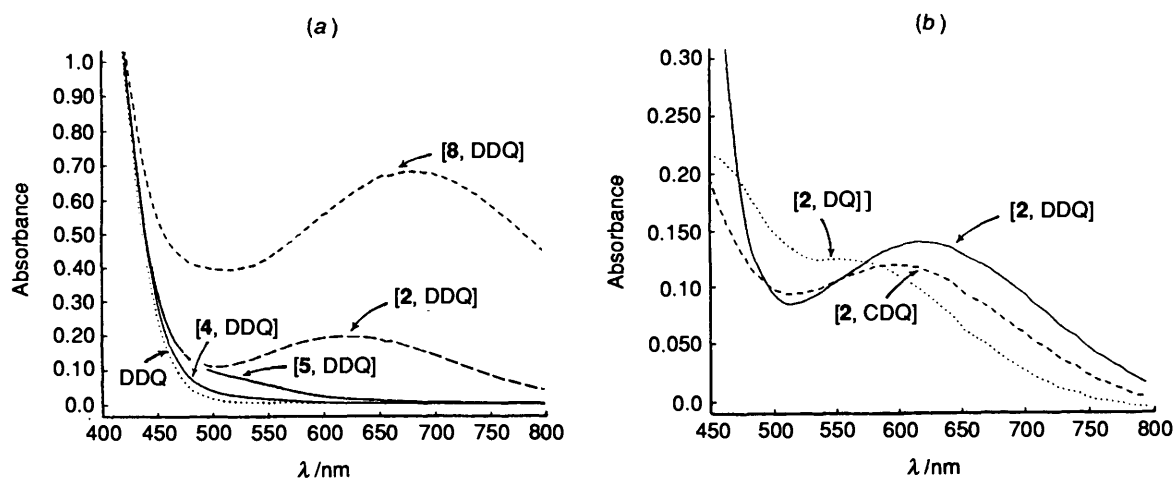 (a)
1.0
0.90
0.80
0.70
0.60
0.50
0.40
0.30
0.20
0.10
0.0
Absorbance
[8, DDQ]
[2, DDQ]
[4, DDQ]
DDQ
[5, DDQ]
400 450 500 550 600 650 700 750 800
λ/nm
(b)
0.30
0.250
0.20
0.150
0.10
0.050
0.0
Absorbance
[2, DQ]]
[2, DDQ]
[2, CDQ]
450 500 550 600 650 700 750 800
λ/nm